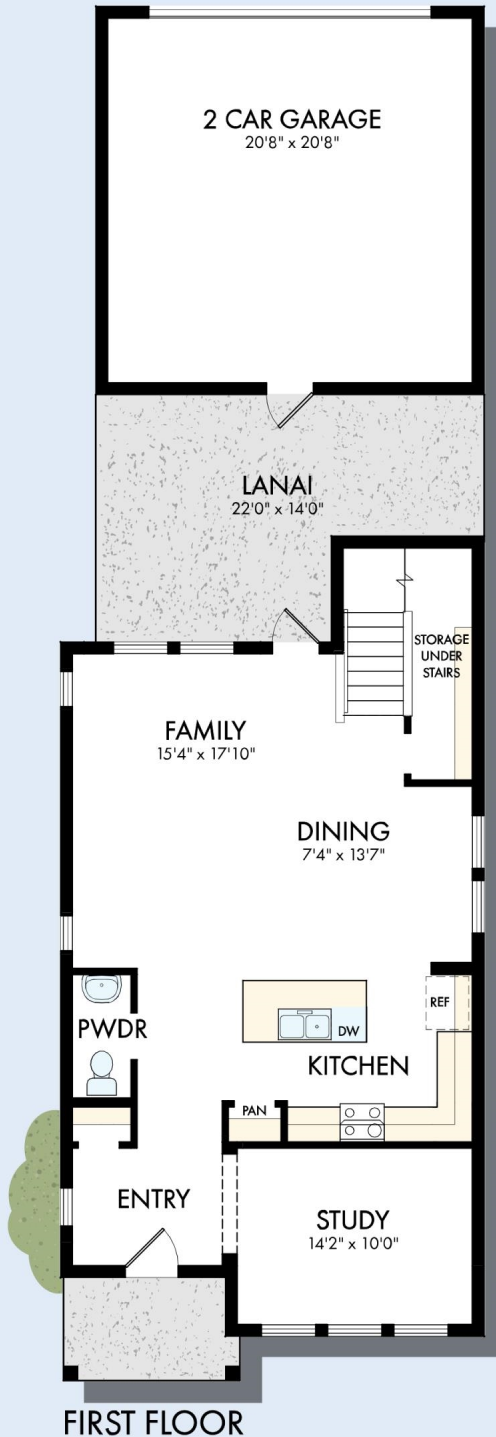 2 CAR GARAGE
20'8" x 20'8"
LANAI
22'0" x 14'0"
STORAGE
UNDER
STAIRS
FAMILY
15'4" x 17'10"
DINING
7'4" x 13'7"
REF
PWDR
DW
KITCHEN
PAN
ENTRY
STUDY
14'2" x 10'0"
FIRST FLOOR